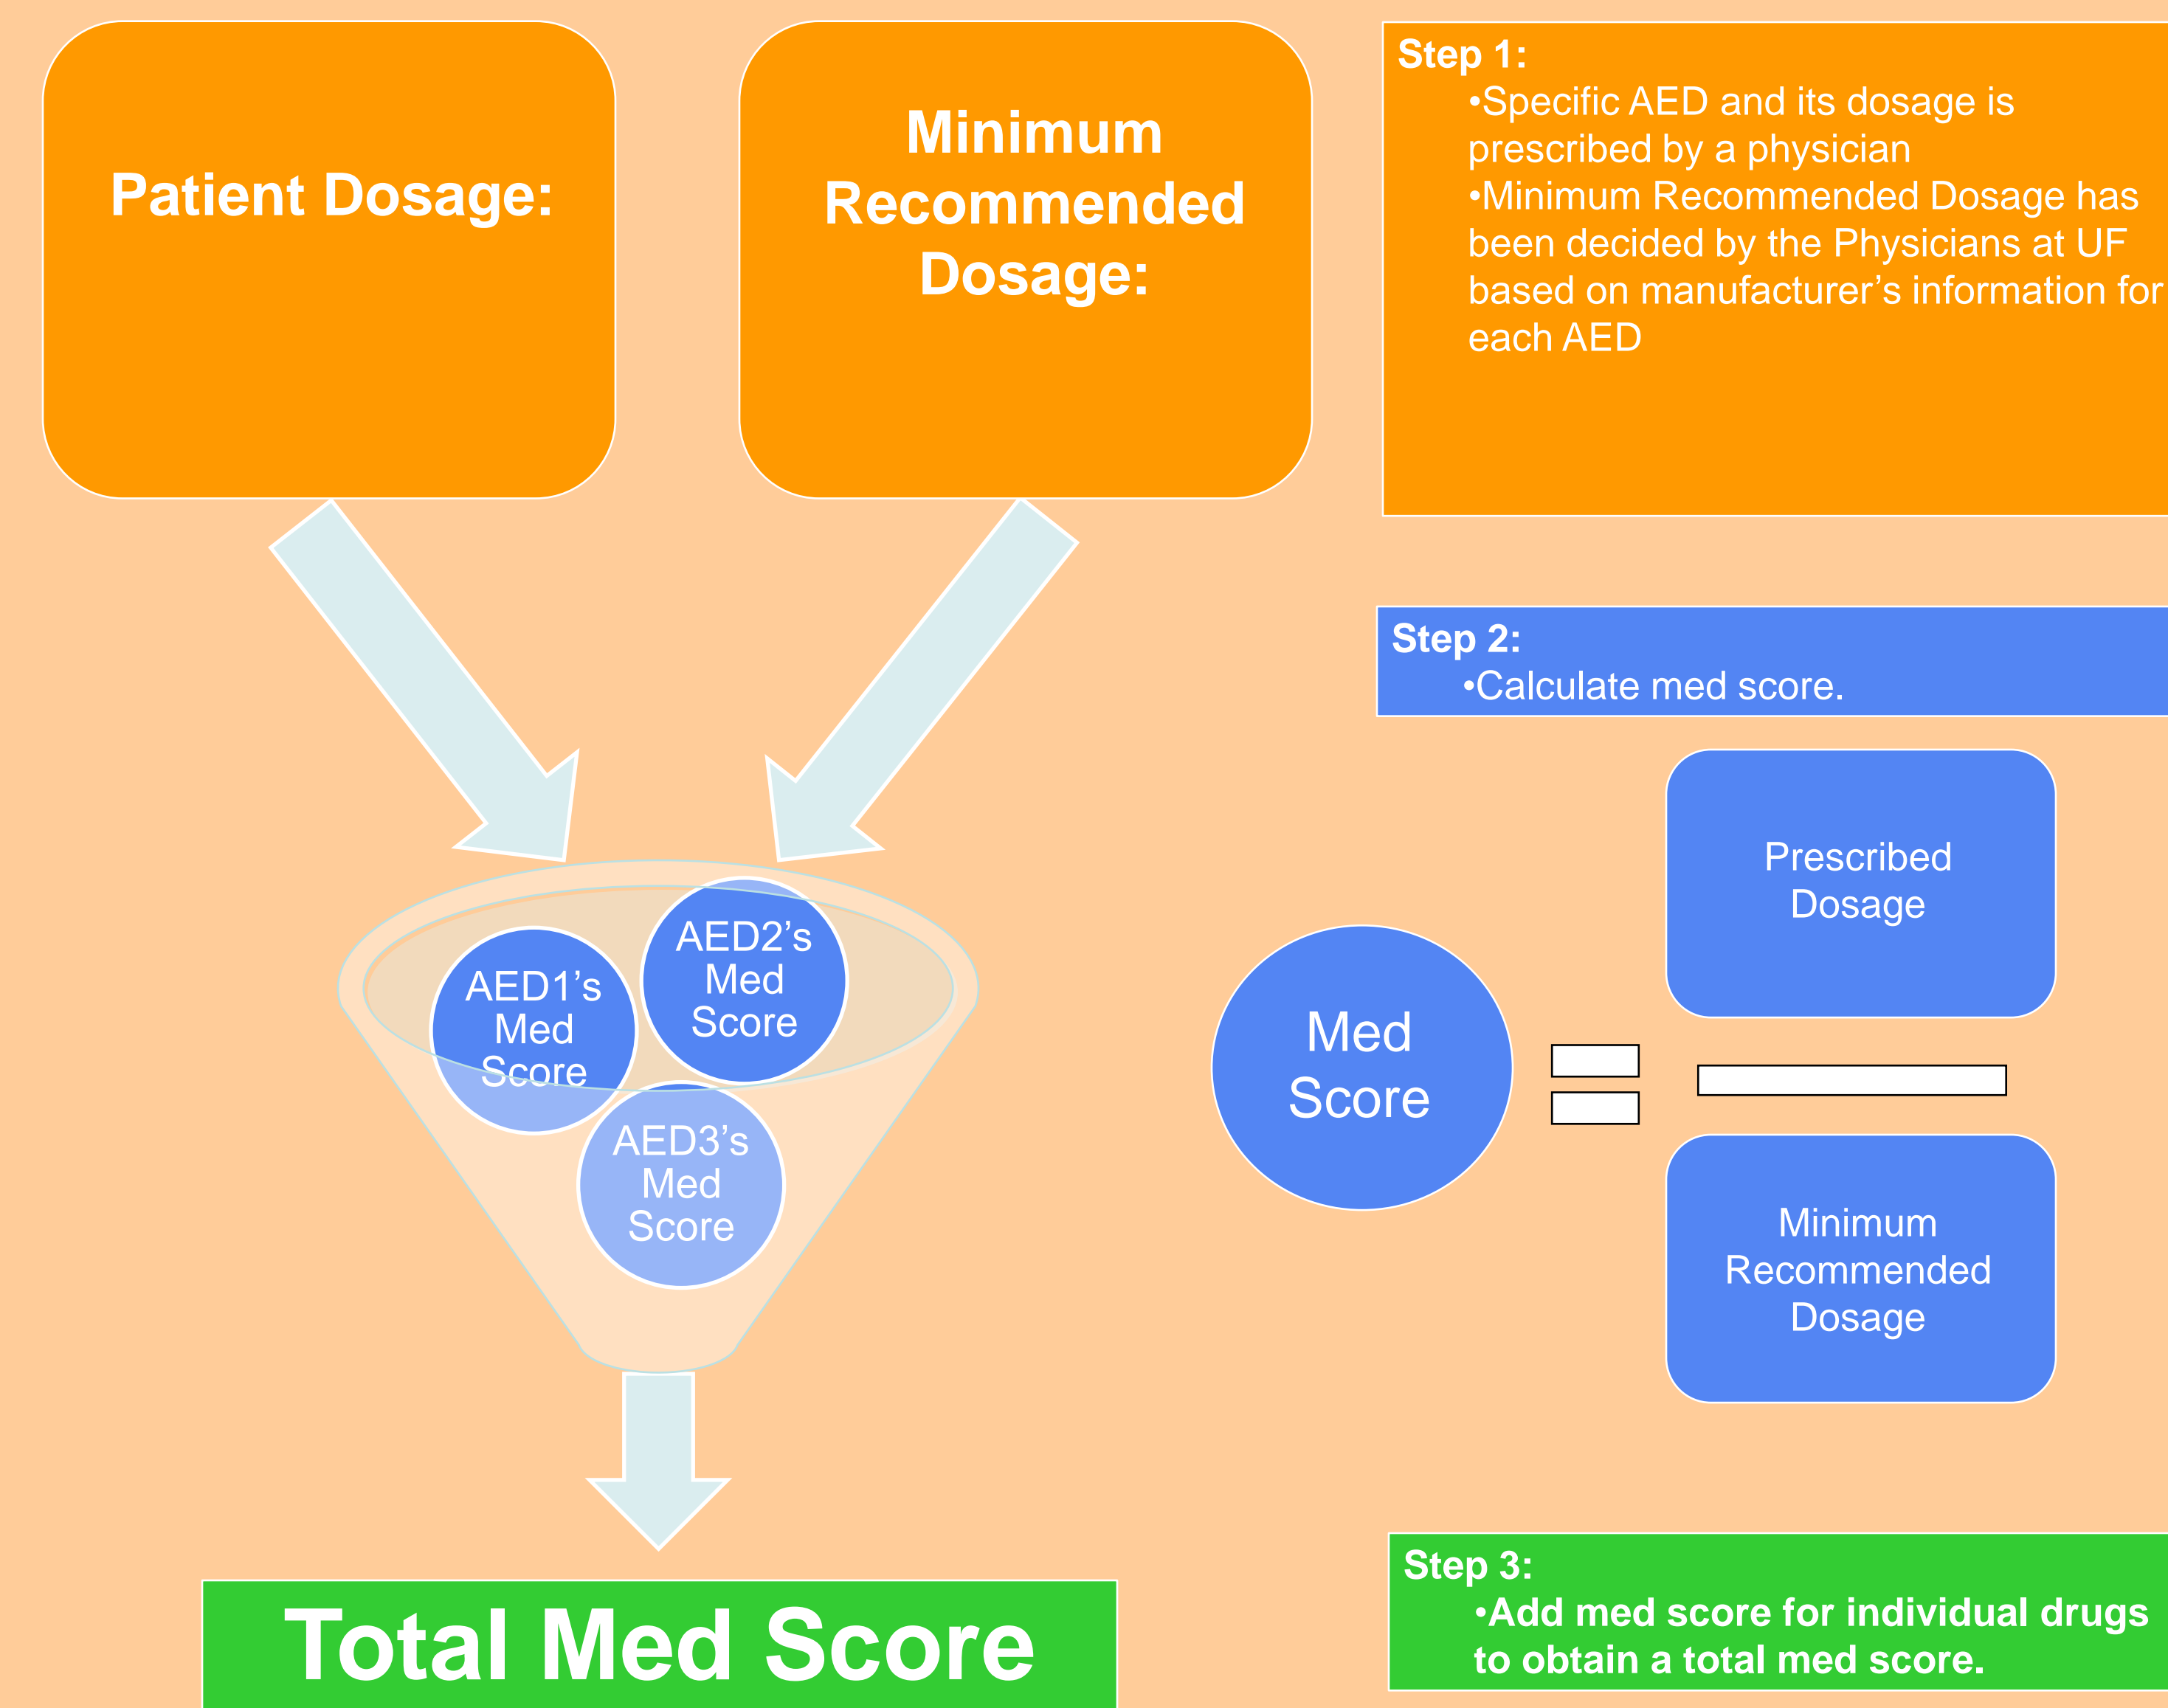 Patient Dosage:
Minimum
Recommended
Dosage:
Step 1:
•Specific AED and its dosage is
prescribed by a physician
•Minimum Recommended Dosage has
been decided by the Physicians at UF
based on manufacturer’s information for
each AED
Step 2:
•Calculate med score.
AED1’s
Med
Score
AED2’s
Med
Score
AED3’s
Med
Score
Med
Score
Prescribed
Dosage
Minimum
Recommended
Dosage
Total Med Score
Step 3:
•Add med score for individual drugs
to obtain a total med score.